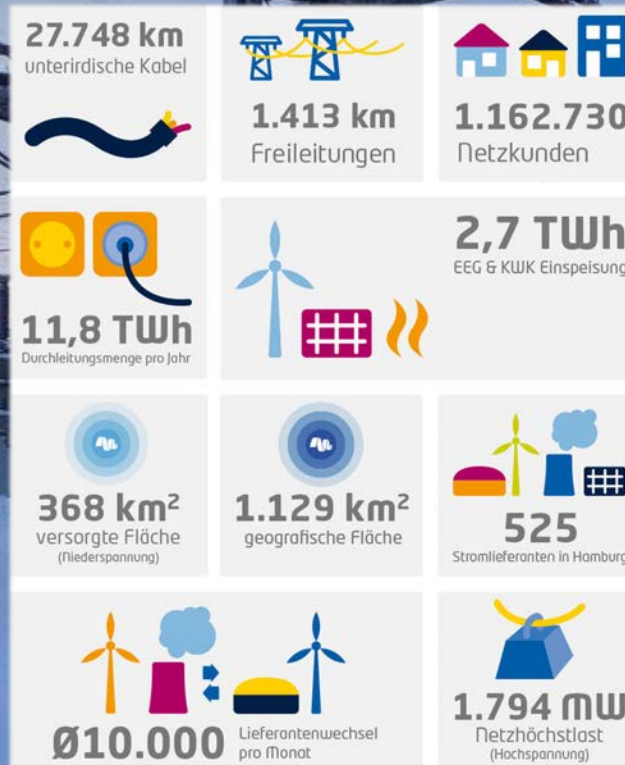 27.748 km
unterirdische Kabel
1.413 km
Freileitungen
1.162.730
Netzkunden
11,8 TWh
Durchleitungsmenge pro Jahr
2,7 TWh
EEG & KWK Einspeisung
368 km²
versorgte Fläche
(Niederspannung)
1.129 km²
geografische Fläche
525
Stromlieferanten in Hamburg
Ø10.000 Lieferantenwechsel
pro Monat
1.794 MW
Netzhöchstlast
(Hochspannung)